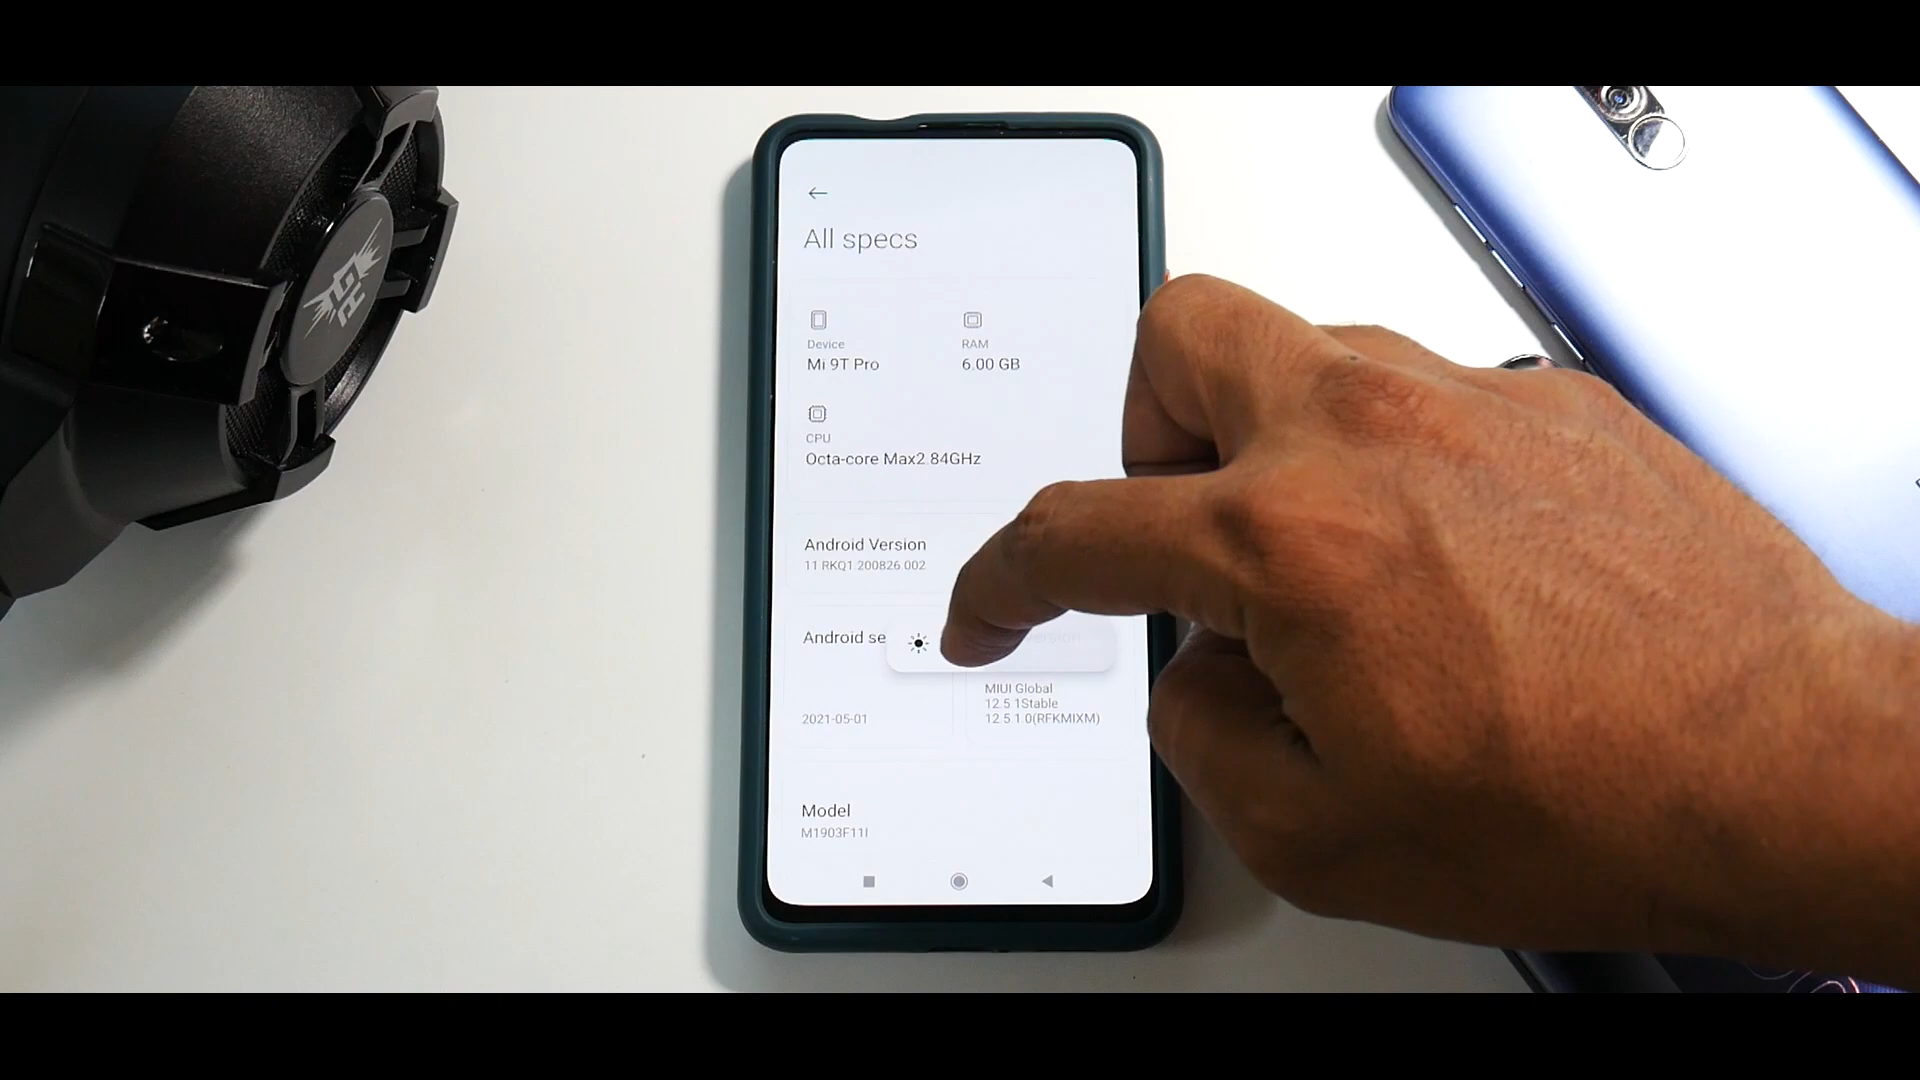 All specs
Device
Mi 9T Pro
RAM
6.00 GB
CPU
Octa-core Max2.84GHz
Android Version
11 RKQ1.200826.002
Android se
version
2021-05-01
MIUI Global
12.5.1Stable
12.5.1.0(RFKMIXM)
Model
M1903F11I